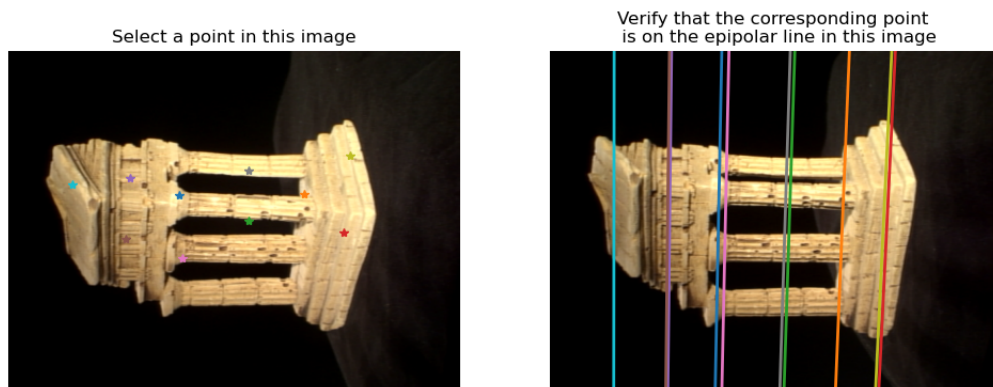 Select a point in this image
Verify that the corresponding point
is on the epipolar line in this image